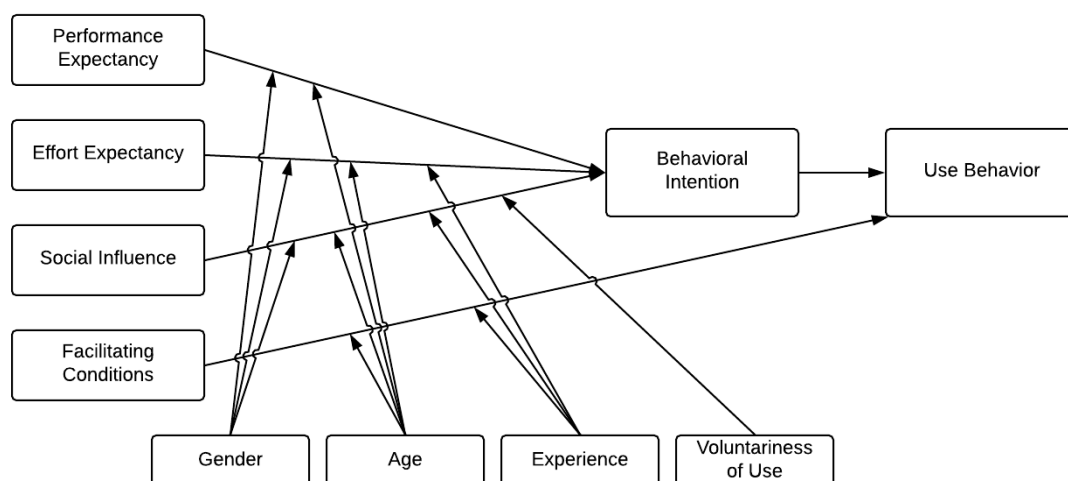 Performance
Expectancy
Effort Expectancy
Social Influence
Facilitating
Conditions
Behavioral
Intention
Use Behavior
Gender
Age
Experience
Voluntariness
of Use